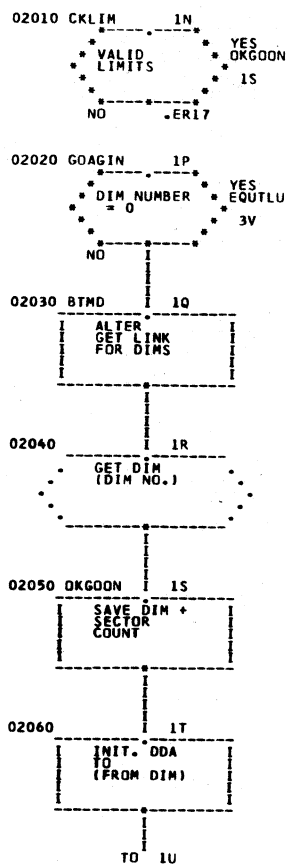 02010 CKLIM 1N
VALID
LIMITS
YES
OKGOON
1S
NO .ER17
02020 GOAGIN 1P
DIM NUMBER
= 0
YES
EQUTLU
3V
NO
02030 BTMD 1Q
ALTER
GET LINK
FOR DIMS
02040 1R
GET DIM
(DIM NO.)
02050 OKGOON 1S
SAVE DIM +
SECTOR
COUNT
02060 1T
INIT. DDA
TO
(FROM DIM)
TO 1U